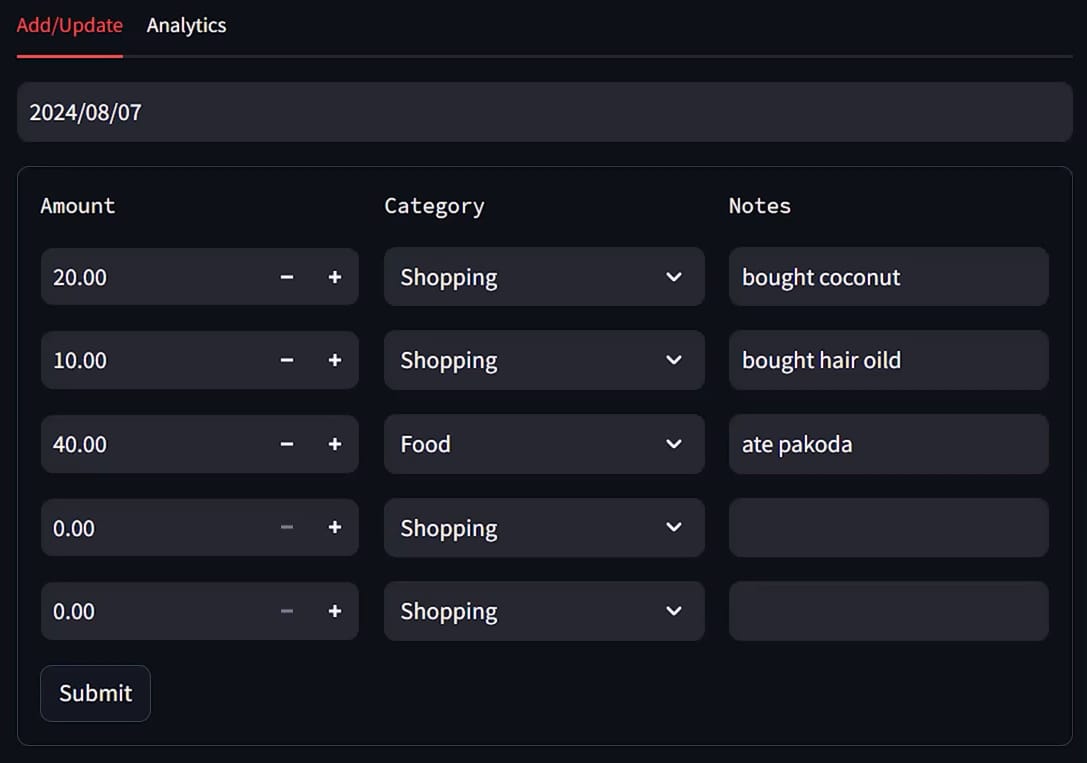 Add/Update Analytics
2024/08/07
Amount Category Notes
20.00 Shopping bought coconut
10.00 Shopping bought hair oild
40.00 Food ate pakoda
0.00 Shopping
0.00 Shopping
Submit